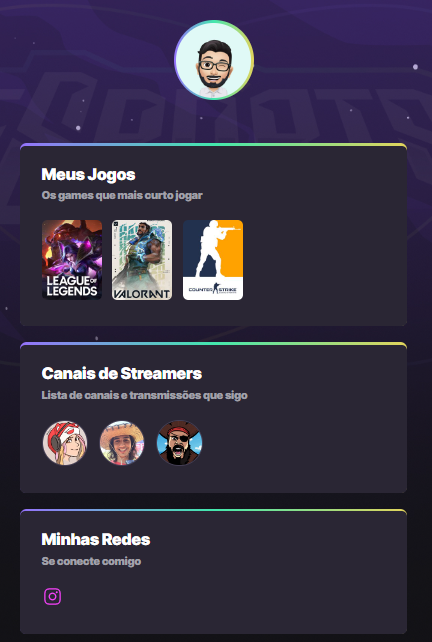 Meus Jogos
Os games que mais curto jogar
LEAGUE OF
LEGENDS
VALORANT
COUNTER STRIKE
Canais de Streamers
Lista de canais e transmissões que sigo
Minhas Redes
Se conecte comigo